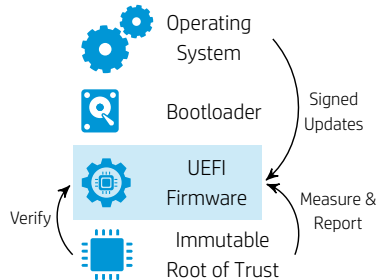 Operating
System
Signed
Updates
Bootloader
UEFI
Firmware
Verify
Measure &
Report
Immutable
Root of Trust